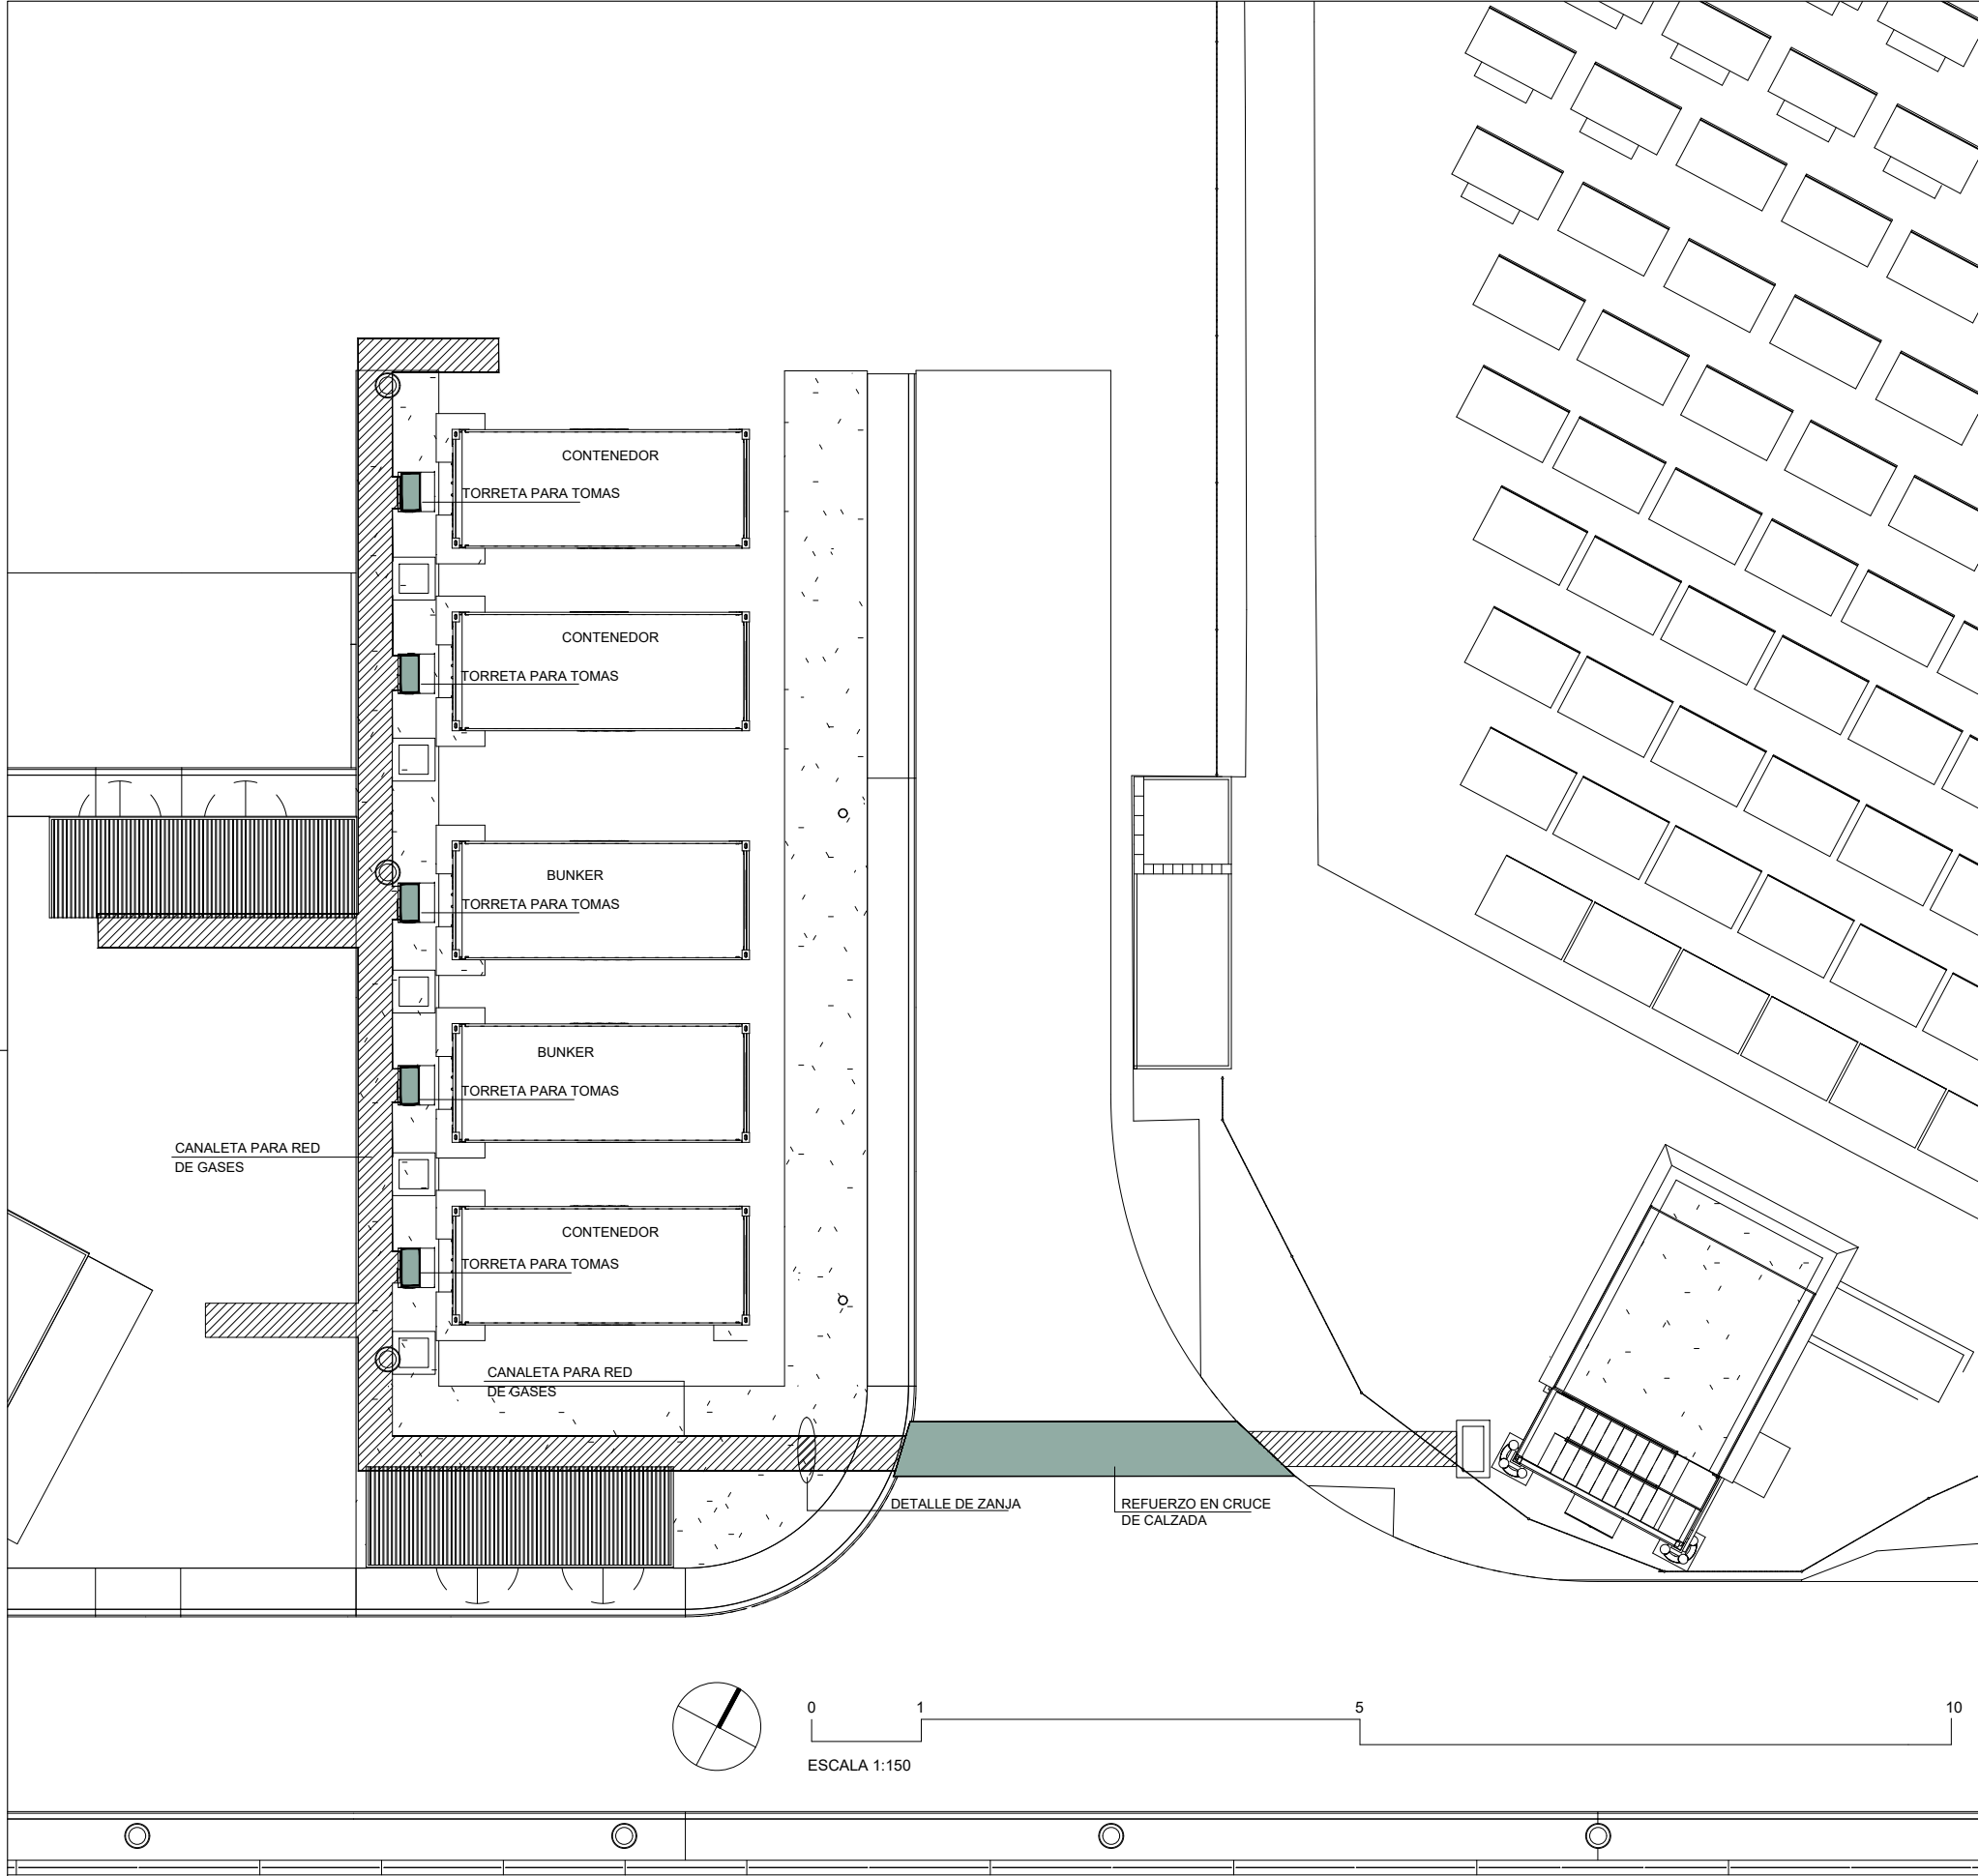 CONTENEDOR
TORRETA PARA TOMAS
CONTENEDOR
TORRETA PARA TOMAS
BUNKER
TORRETA PARA TOMAS
BUNKER
TORRETA PARA TOMAS
CANALETA PARA RED
DE GASES
CONTENEDOR
TORRETA PARA TOMAS
CANALETA PARA RED
DE GASES
DETALLE DE ZANJA
REFUERZO EN CRUCE
DE CALZADA
0 1 5 10
ESCALA 1:150